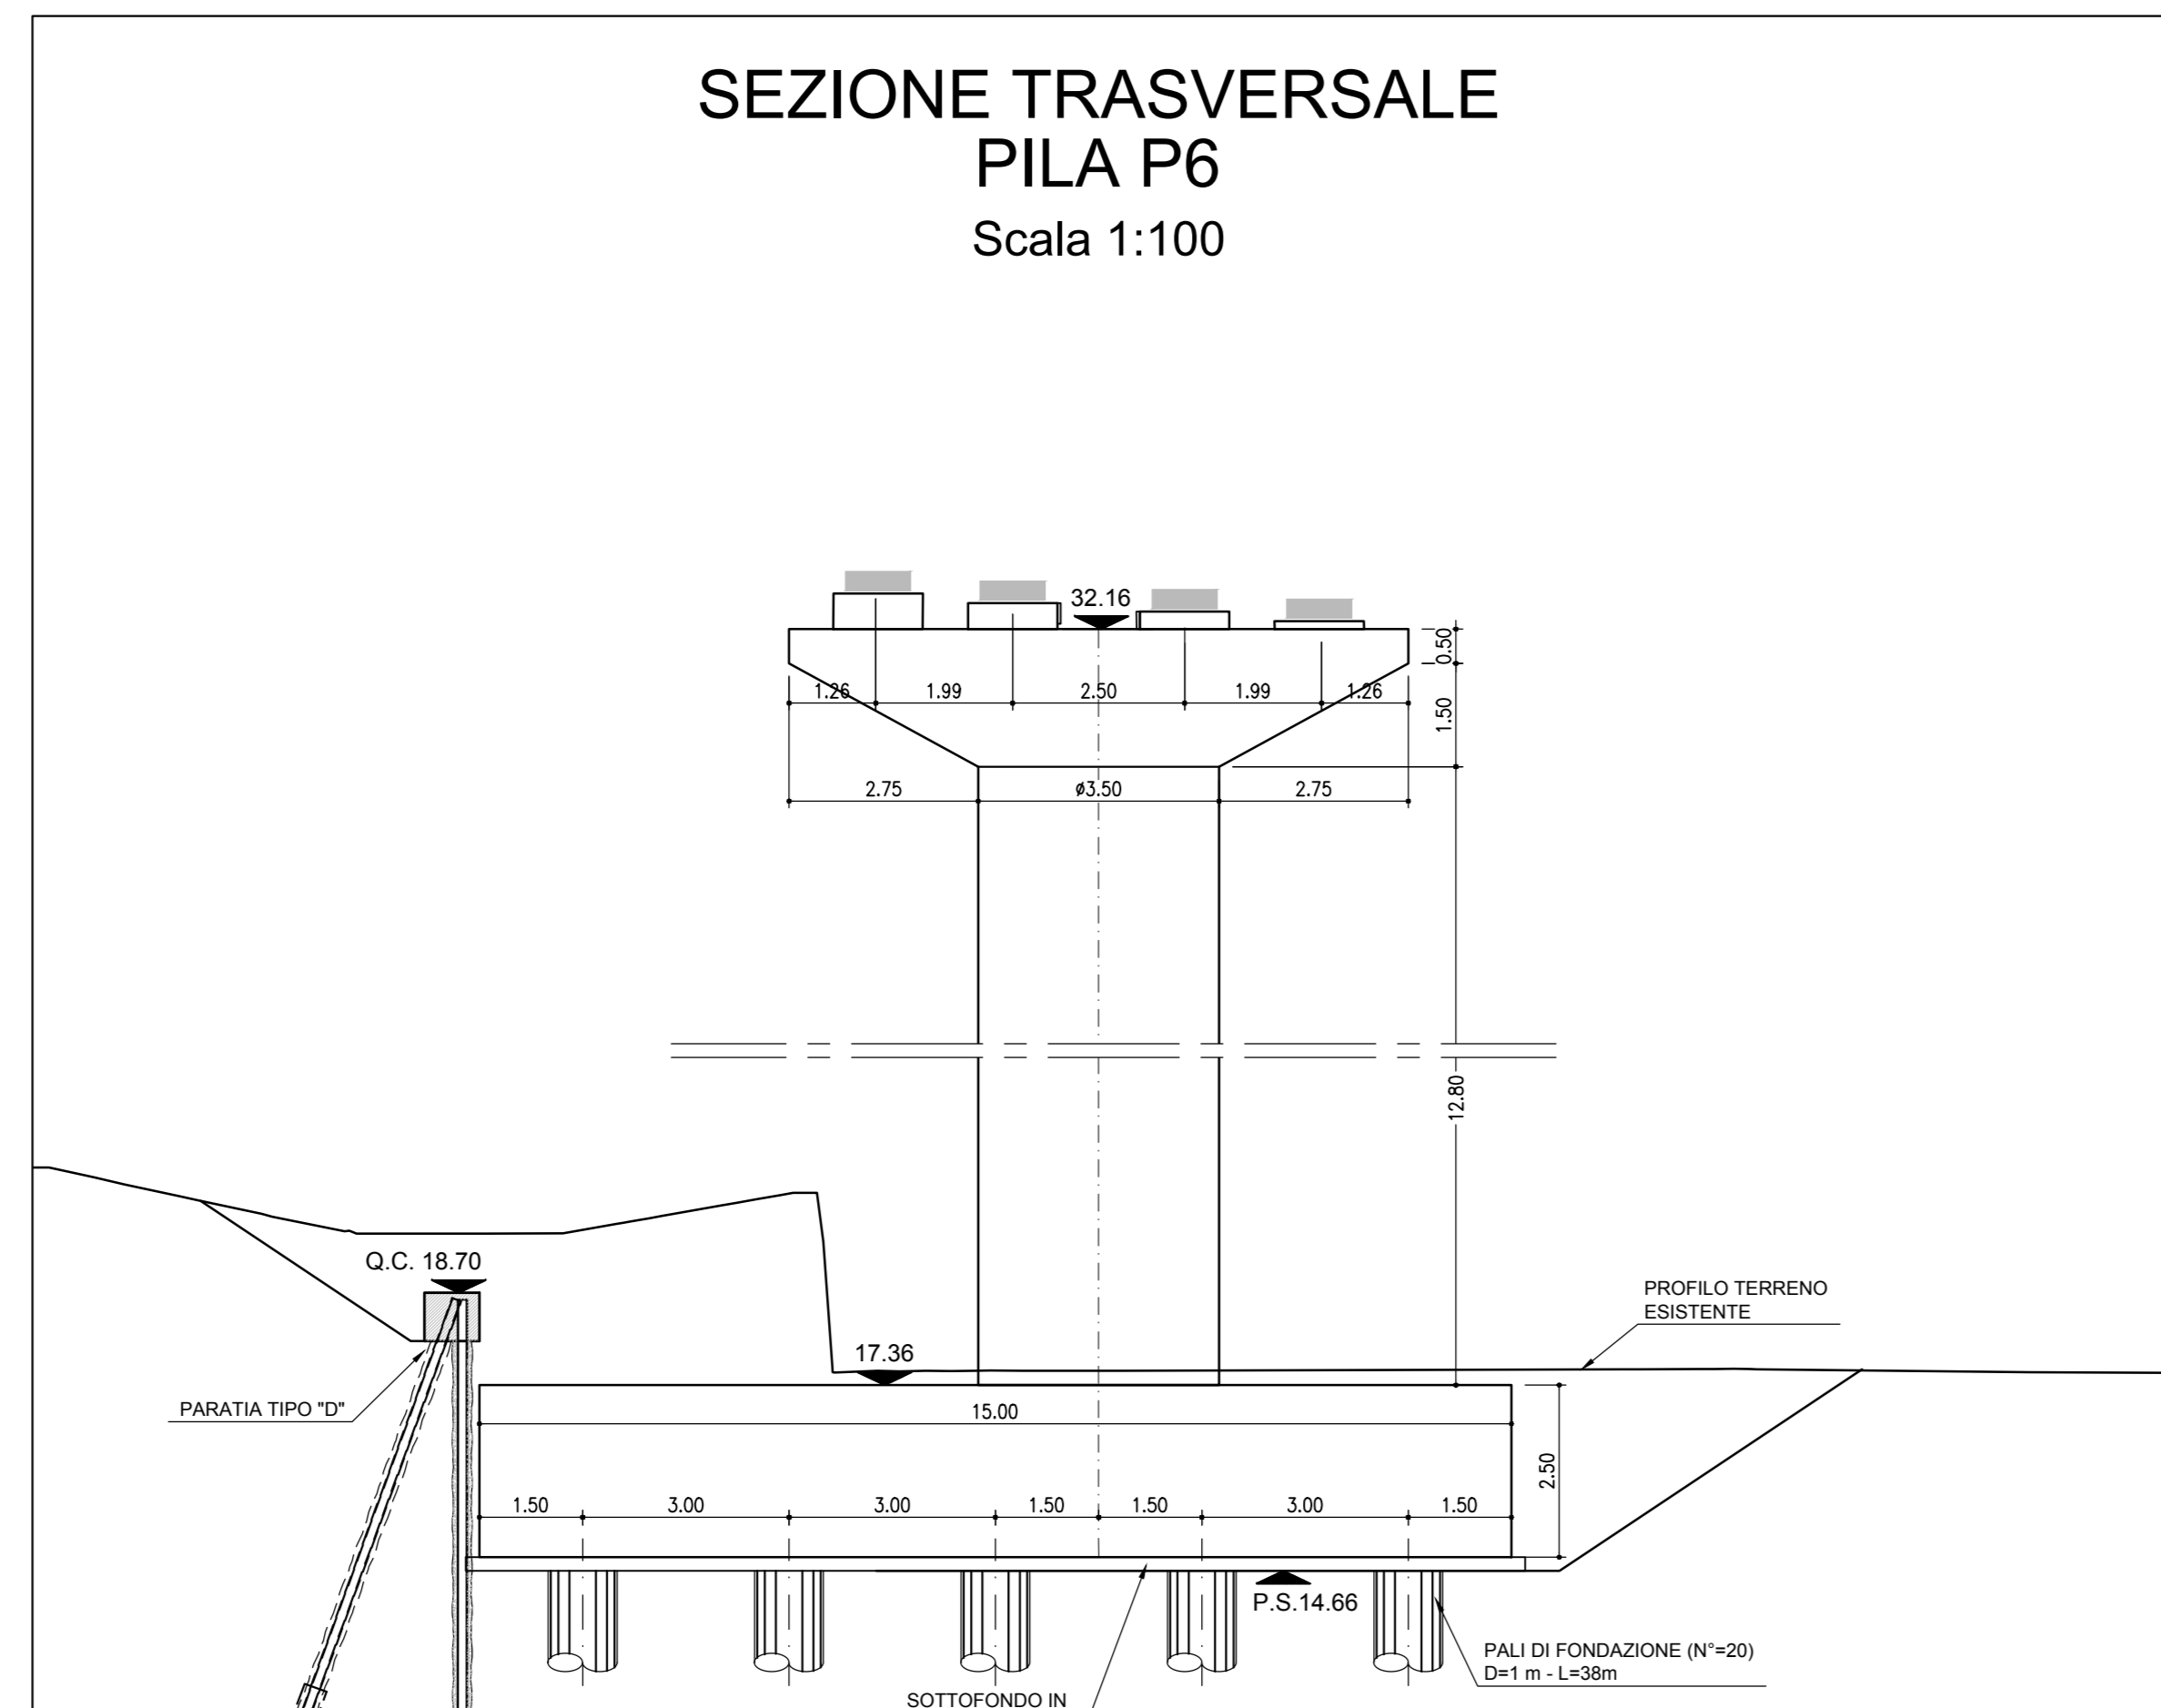 SEZIONE TRASVERSALE
PILA P6
Scala 1:100
32.16
0.50
1.26
1.99
2.50
1.99
1.26
1.50
2.75
ø3.50
2.75
12.80
Q.C. 18.70
PROFILO TERRENO
ESISTENTE
17.36
PARATIA TIPO "D"
15.00
2.50
1.50
3.00
3.00
1.50
1.50
3.00
1.50
P.S.14.66
PALI DI FONDAZIONE (N°=20)
D=1 m - L=38m
SOTTOFONDO IN